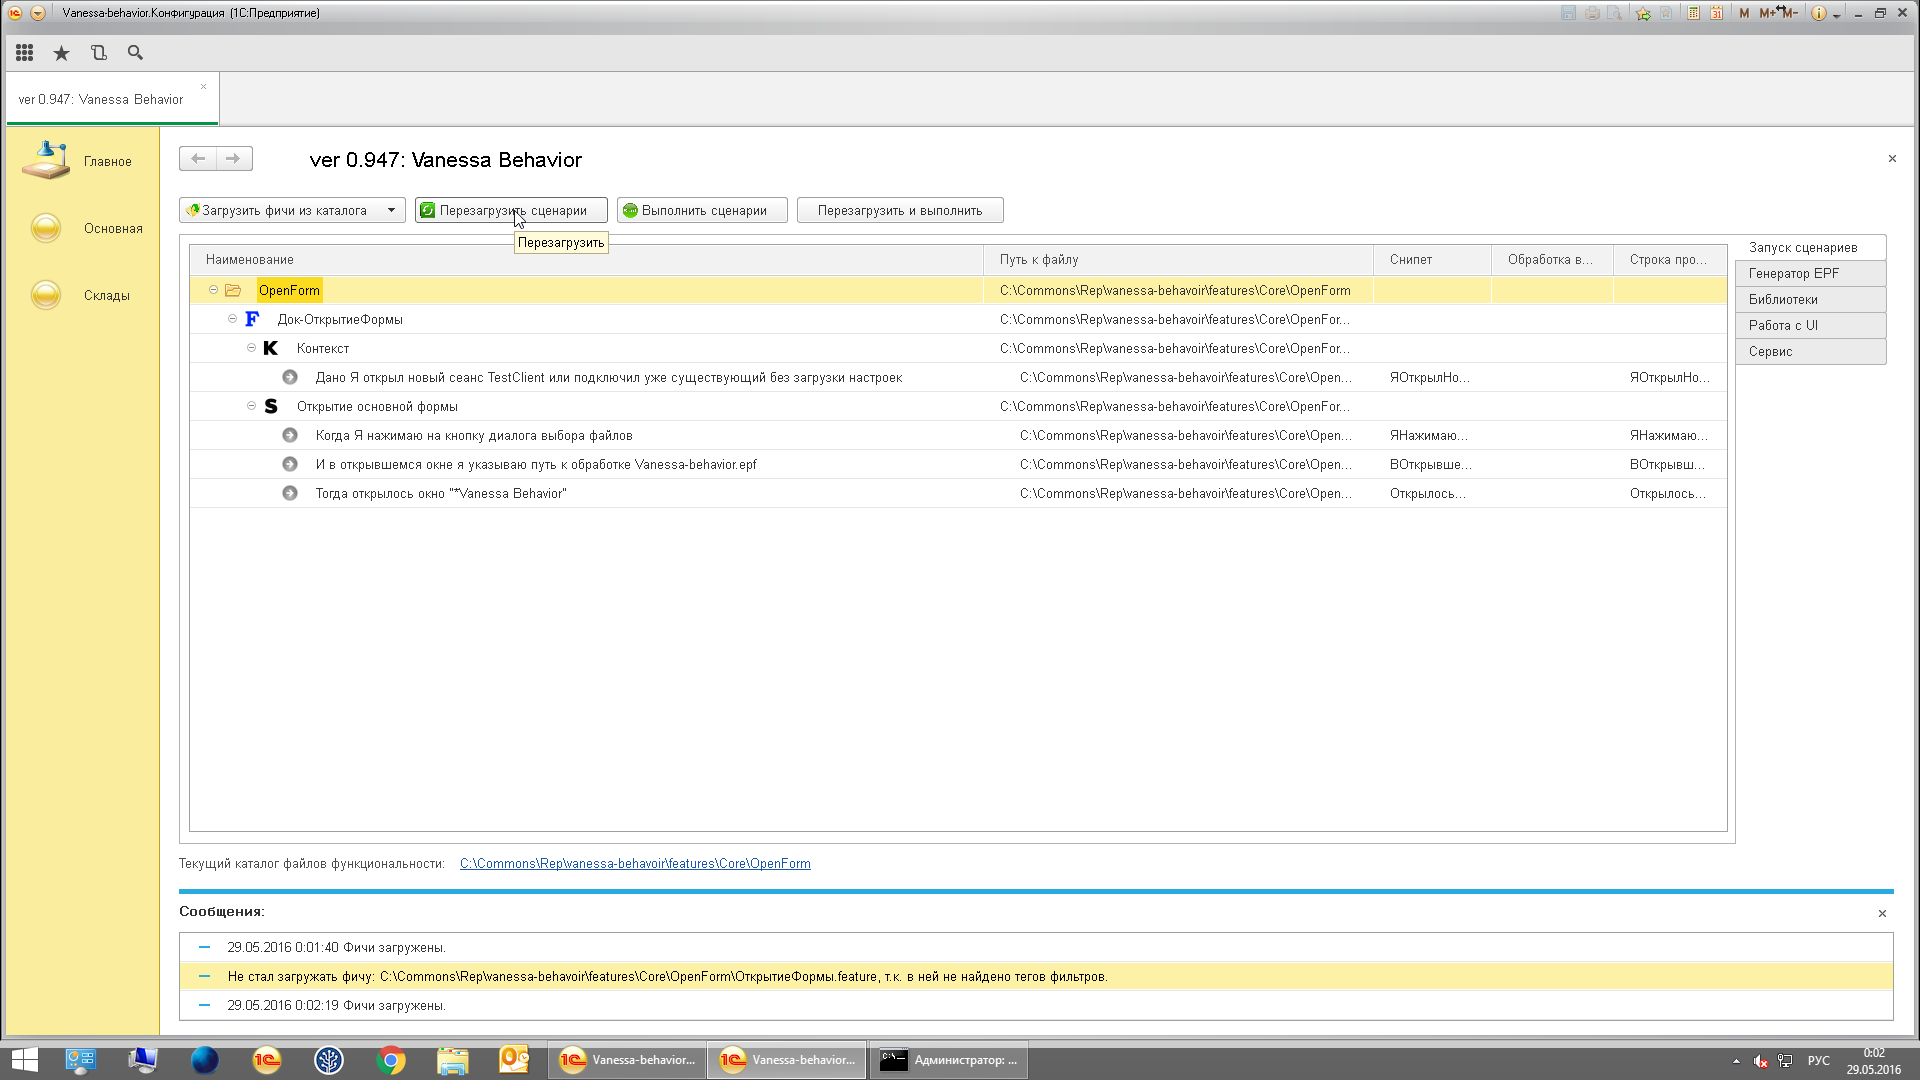 Vanessa-behavior.Конфигурация (1С:Предприятие)
M M+ M-
ver 0.947: Vanessa Behavior
Главное
Основная
Склады
ver 0.947: Vanessa Behavior
Загрузить фичи из каталога
Перезагрузить сценарии
Выполнить сценарии
Перезагрузить и выполнить
Перезагрузить
Наименование Путь к файлу Снипет Обработка в... Строка про...
OpenForm C:\Commons\Rep\vanessa-behavoir\features\Core\OpenForm
F Док-ОткрытиеФормы C:\Commons\Rep\vanessa-behavoir\features\Core\OpenFor...
K Контекст C:\Commons\Rep\vanessa-behavoir\features\Core\OpenFor...
Дано Я открыл новый сеанс TestClient или подключил уже существующий без загрузки настроек C:\Commons\Rep\vanessa-behavoir\features\Core\Open... ЯОткрылНо... ЯОткрылНо...
S Открытие основной формы C:\Commons\Rep\vanessa-behavoir\features\Core\OpenFor...
Когда Я нажимаю на кнопку диалога выбора файлов C:\Commons\Rep\vanessa-behavoir\features\Core\Open... ЯНажимаю... ЯНажимаю...
И в открывшемся окне я указываю путь к обработке Vanessa-behavior.epf C:\Commons\Rep\vanessa-behavoir\features\Core\Open... ВОткрывше... ВОткрывш...
Тогда открылось окно "*Vanessa Behavior" C:\Commons\Rep\vanessa-behavoir\features\Core\Open... Открылось... Открылось...
Запуск сценариев
Генератор EPF
Библиотеки
Работа с UI
Сервис
Текущий каталог файлов функциональности: C:\Commons\Rep\vanessa-behavoir\features\Core\OpenForm
Сообщения:
29.05.2016 0:01:40 Фичи загружены.
Не стал загружать фичу: C:\Commons\Rep\vanessa-behavoir\features\Core\OpenForm\ОткрытиеФормы.feature, т.к. в ней не найдено тегов фильтров.
29.05.2016 0:02:19 Фичи загружены.
Vanessa-behavior...
Vanessa-behavior...
Администратор: ...
РУС
0:02
29.05.2016